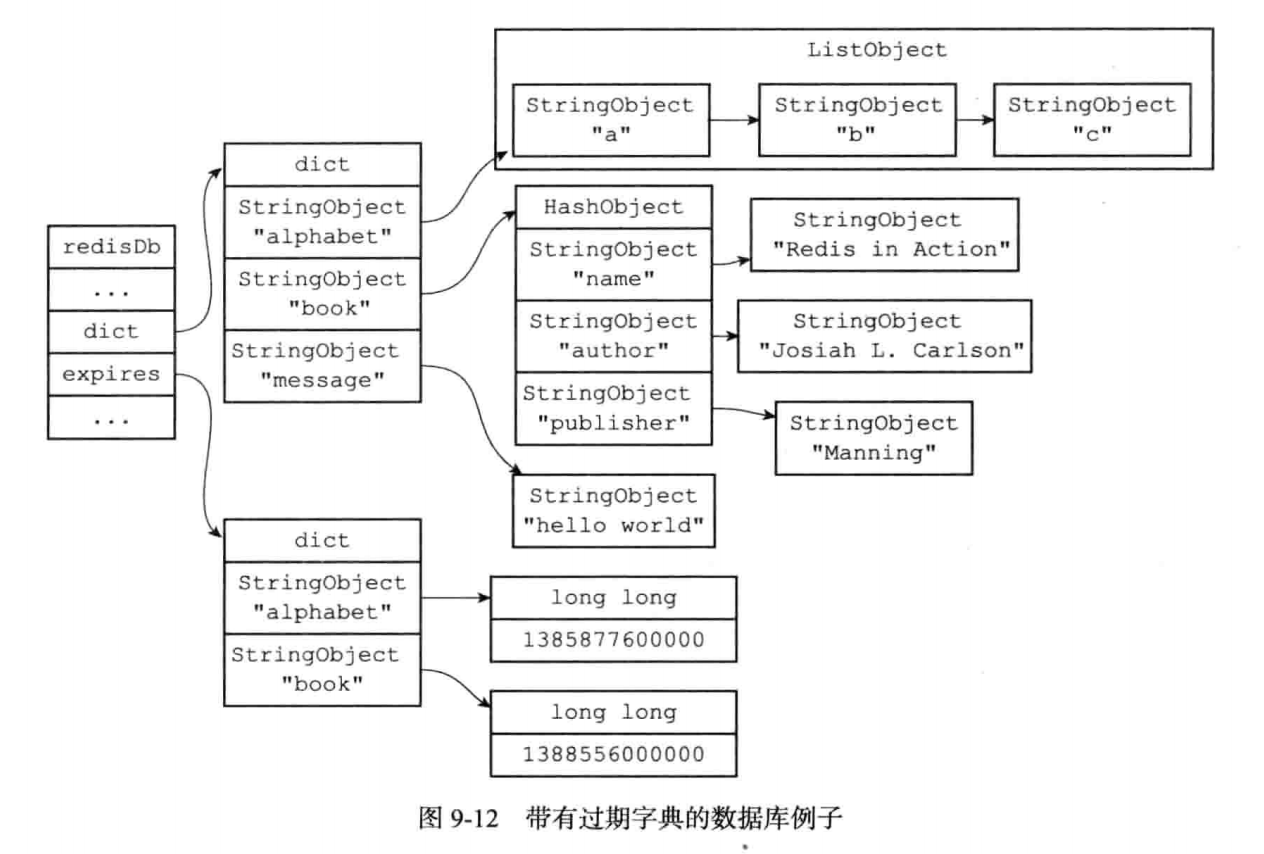 ListObject
StringObject
"a"
StringObject
"b"
StringObject
"c"
dict
StringObject
"alphabet"
StringObject
"book"
StringObject
"message"
redisDb
...
dict
expires
...
HashObject
StringObject
"name"
StringObject
"author"
StringObject
"publisher"
StringObject
"Redis in Action"
StringObject
"Josiah L. Carlson"
StringObject
"Manning"
StringObject
"hello world"
dict
StringObject
"alphabet"
StringObject
"book"
long long
1385877600000
long long
1388556000000
图 9-12 带有过期字典的数据库例子